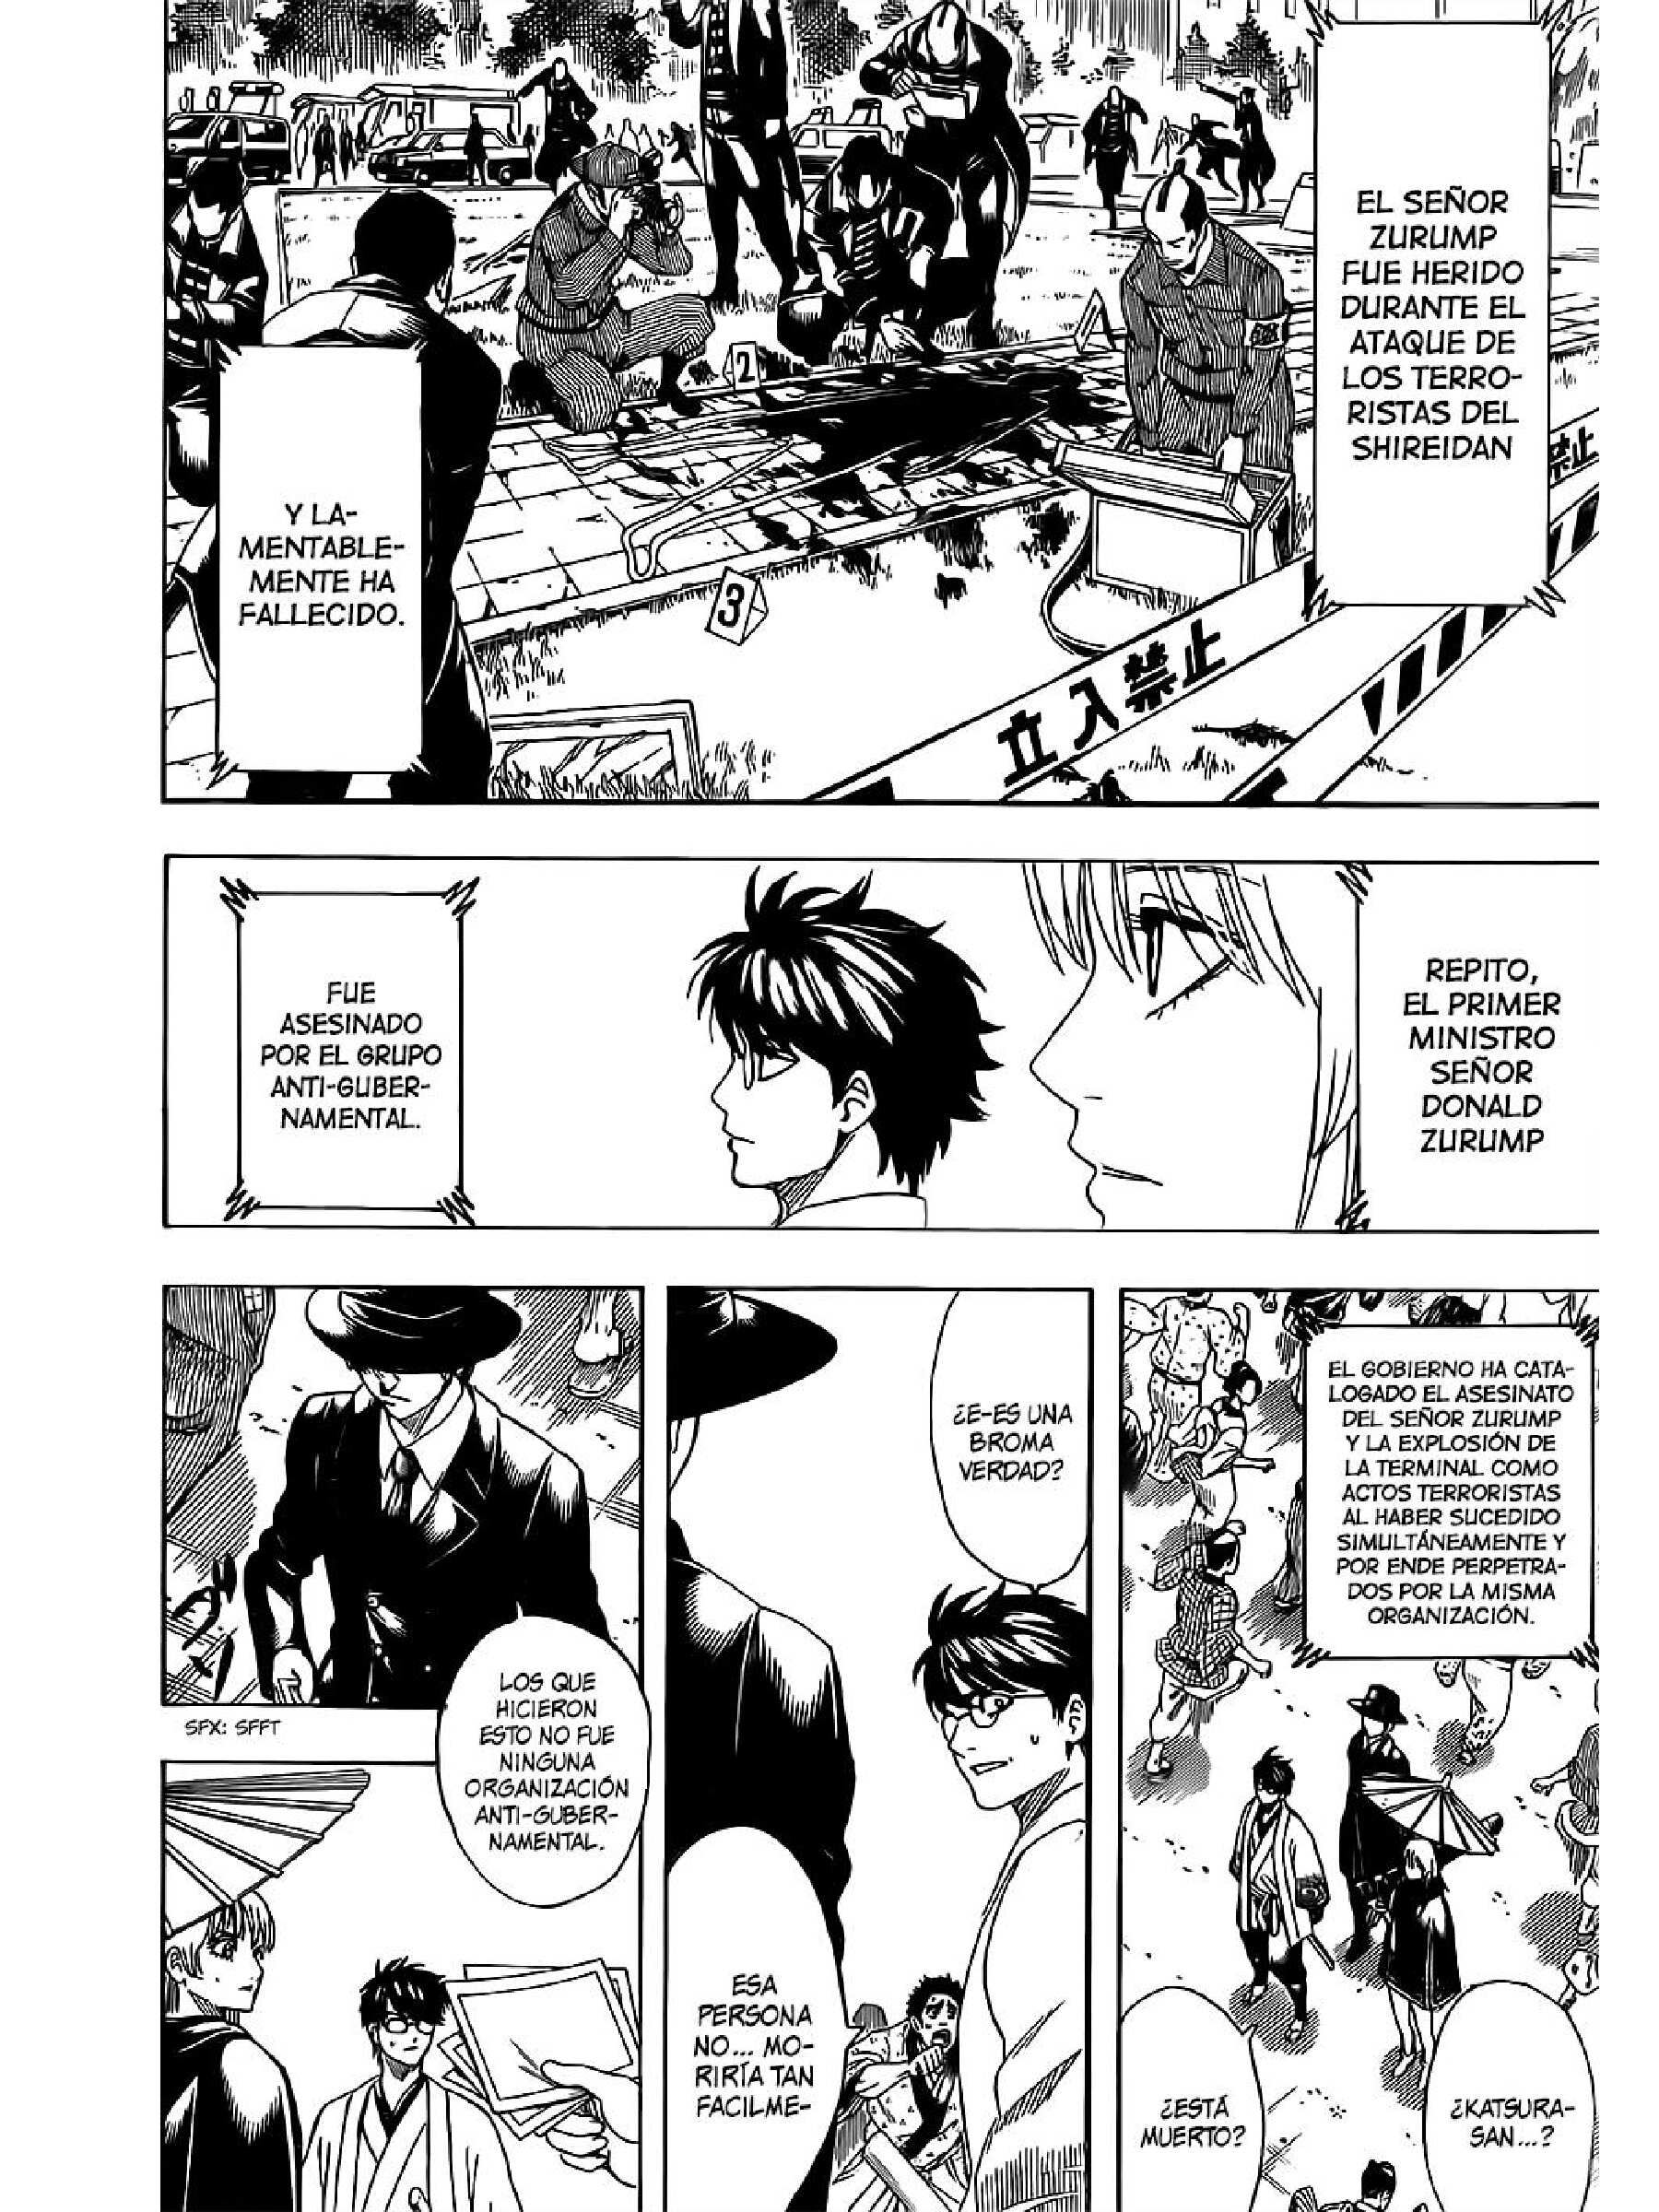 EL SEÑOR
ZURUMP
FUE HERIDO
DURANTE EL
ATAQUE DE
LOS TERRO-
RISTAS DEL
SHIREIDAN
Y LA-
MENTABLE-
MENTE HA
FALLECIDO.
2
3
禁止
立入禁止
REPITO,
EL PRIMER
MINISTRO
SEÑOR
DONALD
ZURUMP
FUE
ASESINADO
POR EL GRUPO
ANTI-GUBER-
NAMENTAL.
EL GOBIERNO HA CATA-
LOGADO EL ASESINATO
DEL SEÑOR ZURUMP
Y LA EXPLOSIÓN DE
LA TERMINAL COMO
ACTOS TERRORISTAS
AL HABER SUCEDIDO
SIMULTÁNEAMENTE Y
POR ENDE PERPETRA-
DOS POR LA MISMA
ORGANIZACIÓN.
¿KATSURA-
SAN...?
¿ESTÁ
MUERTO?
¿E-ES UNA
BROMA
VERDAD?
ESA
PERSONA
NO... MO-
RIRÍA TAN
FACILME-
LOS QUE
HICIERON
ESTO NO FUE
NINGUNA
ORGANIZACIÓN
ANTI-GUBER-
NAMENTAL.
SFX: SFFT